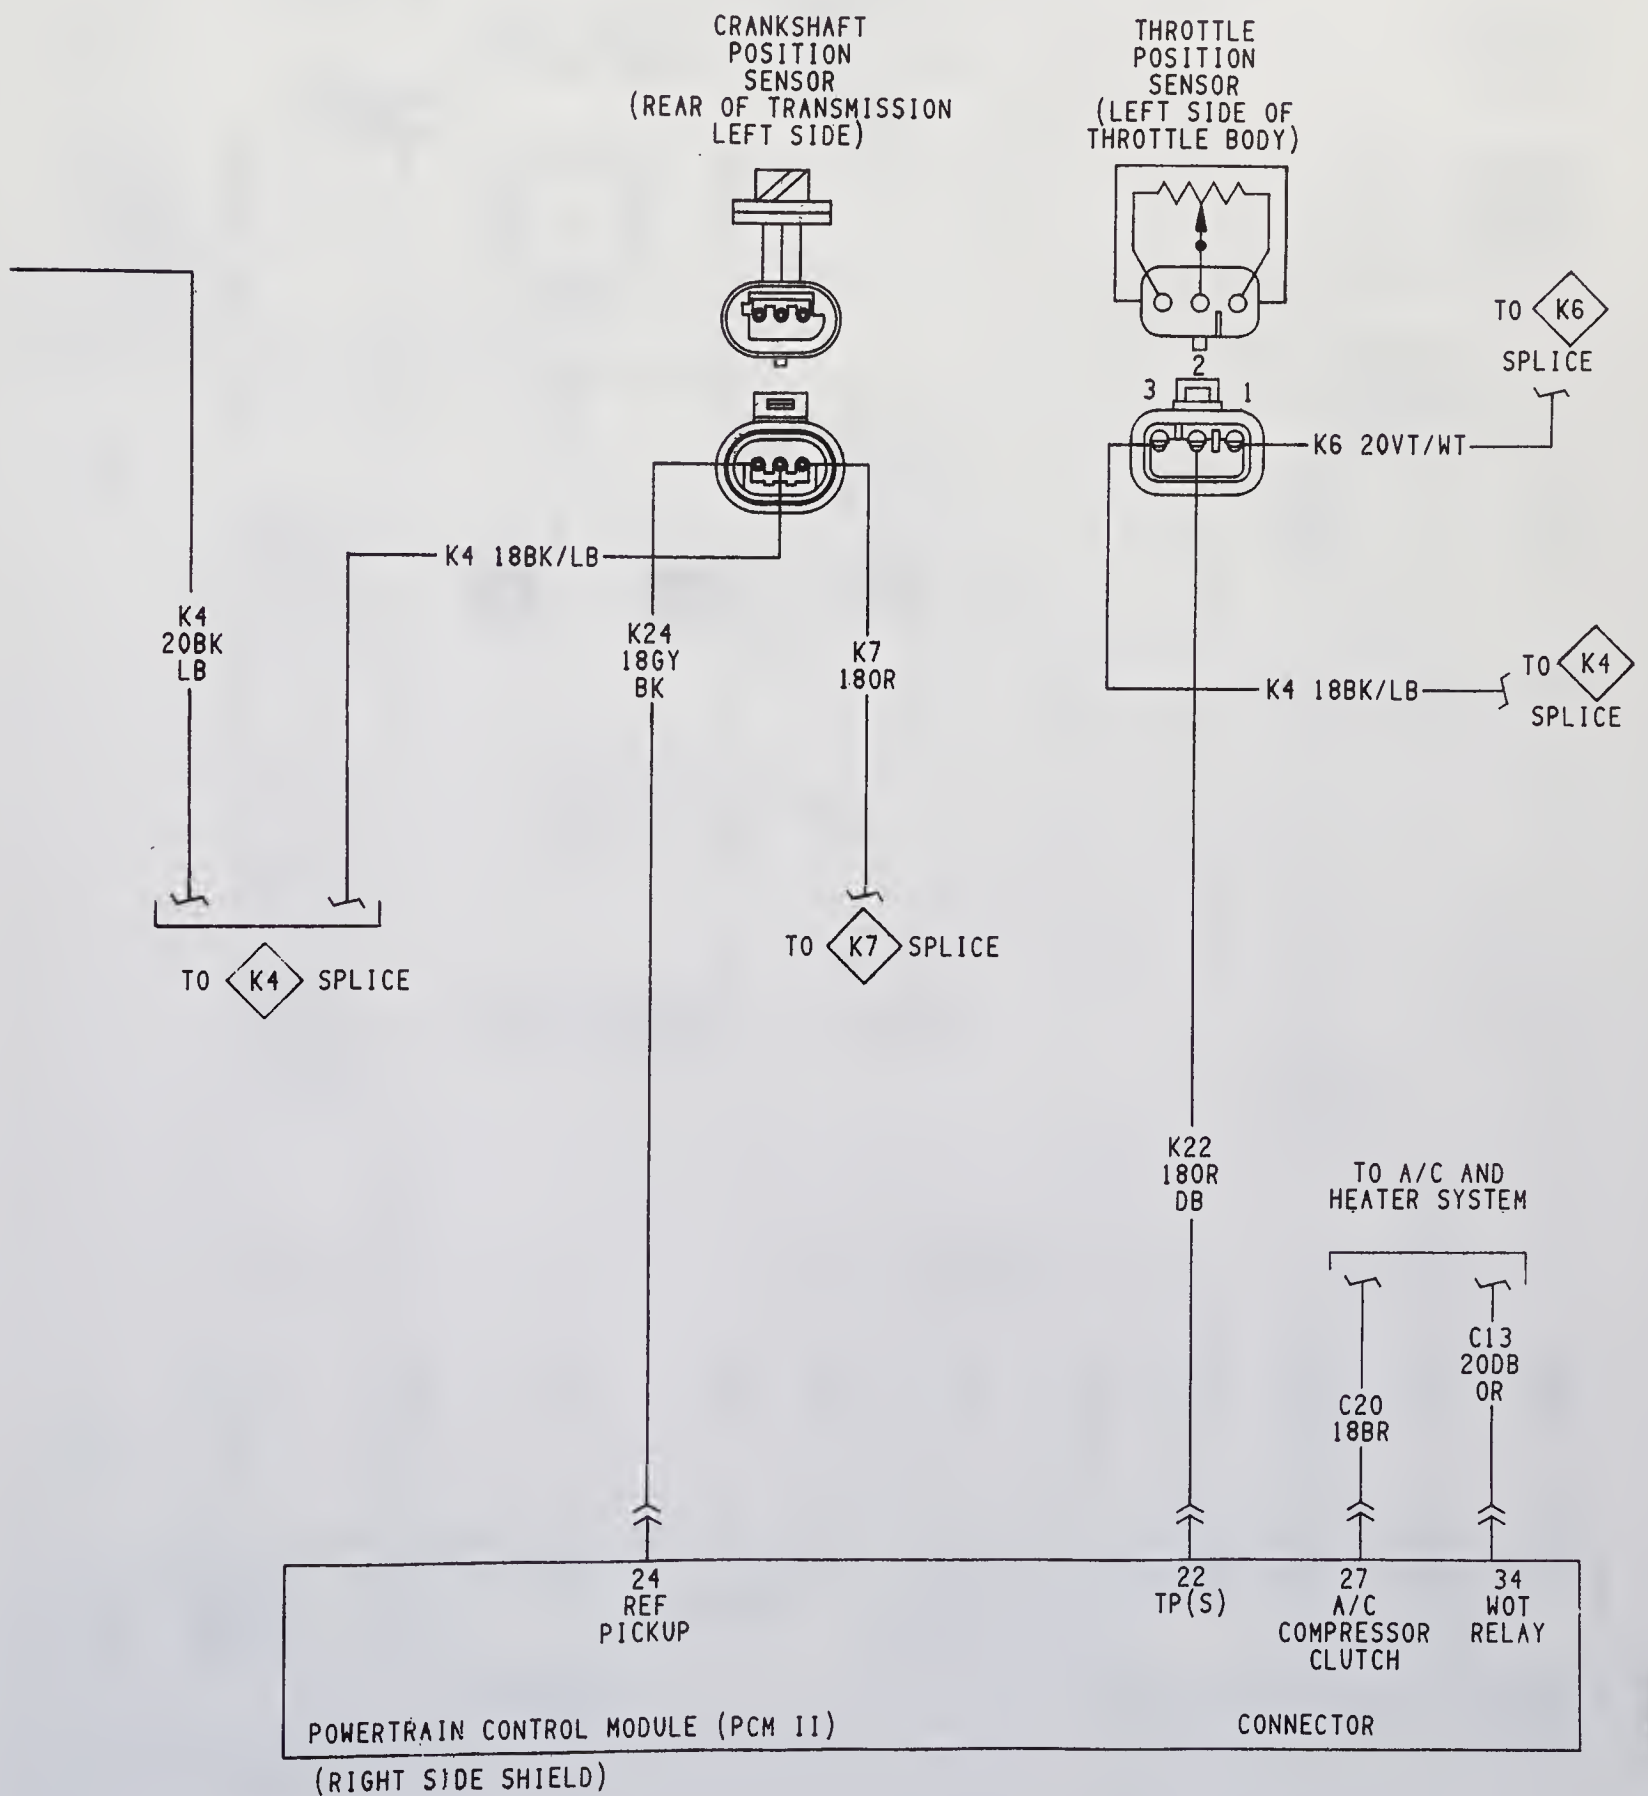 CRANKSHAFT
POSITION
SENSOR
(REAR OF TRANSMISSION
LEFT SIDE)
THROTTLE
POSITION
SENSOR
(LEFT SIDE OF
THROTTLE BODY)
TO K6
SPLICE
2
3 1
K6 20VT/WT
K4 18BK/LB
K4
20BK
LB
K24
18GY
BK
K7
18OR
TO K4
SPLICE
K4 18BK/LB
TO K7 SPLICE
TO K4 SPLICE
K22
18OR
DB
TO A/C AND
HEATER SYSTEM
C13
20DB
OR
C20
18BR
24
REF
PICKUP
22
TP(S)
27
A/C
COMPRESSOR
CLUTCH
34
WOT
RELAY
POWERTRAIN CONTROL MODULE (PCM II)
CONNECTOR
(RIGHT SIDE SHIELD)